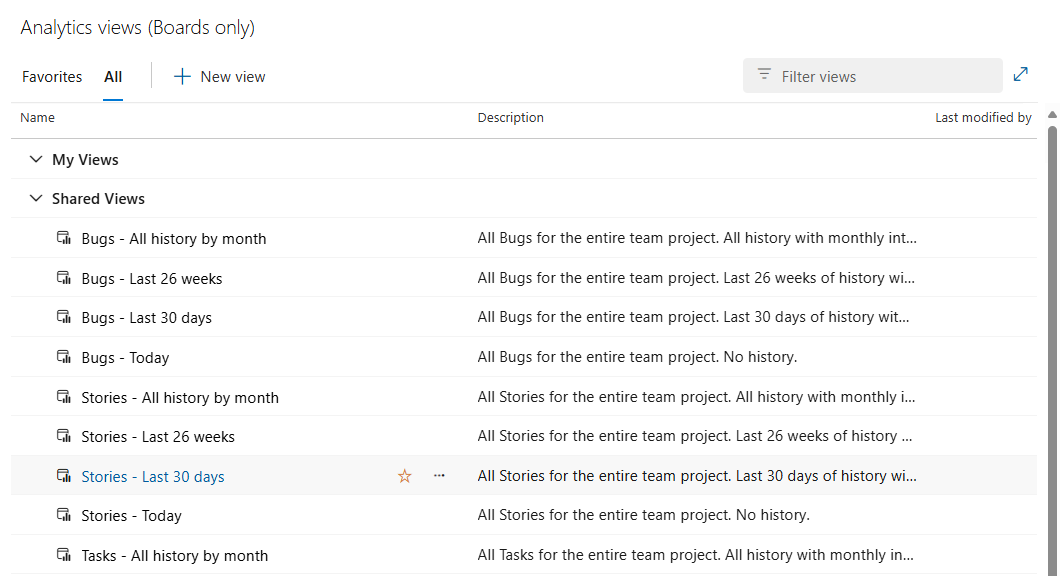 Analytics views (Boards only)
Favorites All New view Filter views
Name Description Last modified by
My Views
Shared Views
Bugs - All history by month All Bugs for the entire team project. All history with monthly int...
Bugs - Last 26 weeks All Bugs for the entire team project. Last 26 weeks of history wi...
Bugs - Last 30 days All Bugs for the entire team project. Last 30 days of history wit...
Bugs - Today All Bugs for the entire team project. No history.
Stories - All history by month All Stories for the entire team project. All history with monthly i...
Stories - Last 26 weeks All Stories for the entire team project. Last 26 weeks of history ...
Stories - Last 30 days All Stories for the entire team project. Last 30 days of history wi...
Stories - Today All Stories for the entire team project. No history.
Tasks - All history by month All Tasks for the entire team project. All history with monthly in...